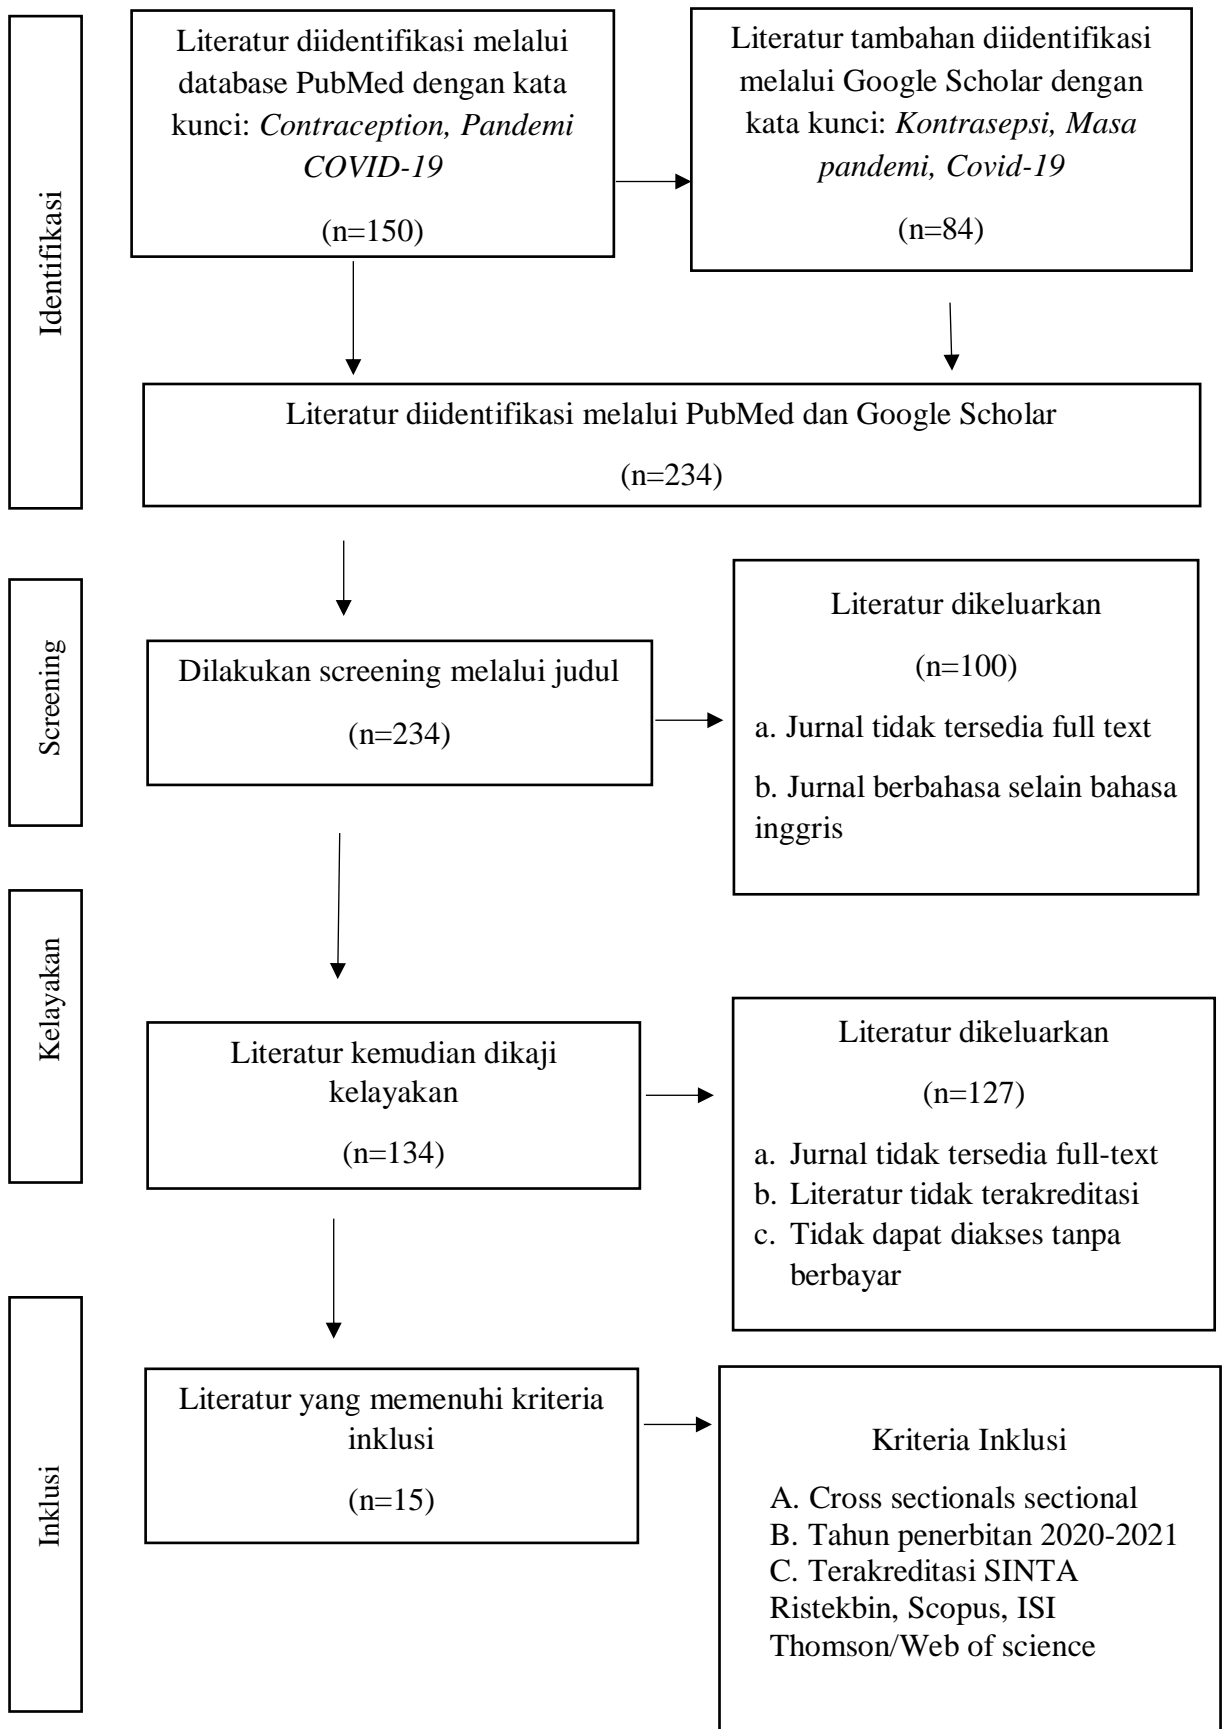 Identifikasi
Literatur diidentifikasi melalui
database PubMed dengan kata
kunci: Contraception, Pandemi
COVID-19
(n=150)
Literatur tambahan diidentifikasi
melalui Google Scholar dengan
kata kunci: Kontrasepsi, Masa
pandemi, Covid-19
(n=84)
Literatur diidentifikasi melalui PubMed dan Google Scholar
(n=234)
Screening
Dilakukan screening melalui judul
(n=234)
Literatur dikeluarkan
(n=100)
a. Jurnal tidak tersedia full text
b. Jurnal berbahasa selain bahasa
inggris
Kelayakan
Literatur kemudian dikaji
kelayakan
(n=134)
Literatur dikeluarkan
(n=127)
a. Jurnal tidak tersedia full-text
b. Literatur tidak terakreditasi
c. Tidak dapat diakses tanpa
berbayar
Inklusi
Literatur yang memenuhi kriteria
inklusi
(n=15)
Kriteria Inklusi
A. Cross sectionals sectional
B. Tahun penerbitan 2020-2021
C. Terakreditasi SINTA
Ristekbin, Scopus, ISI
Thomson/Web of science